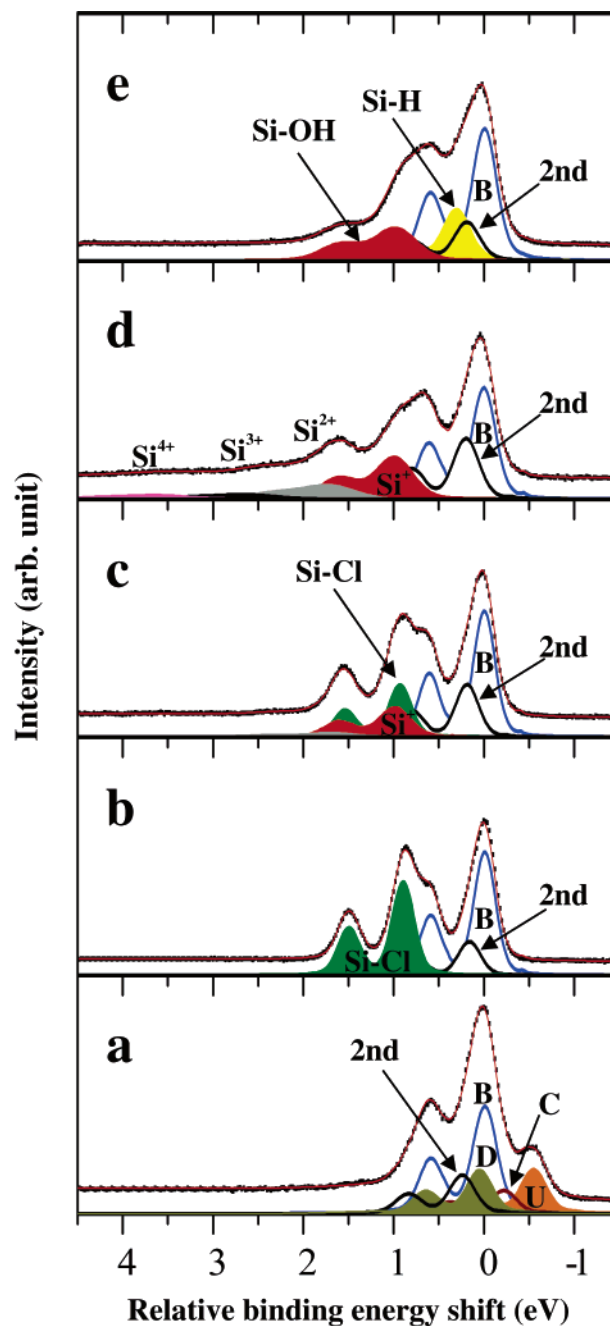 e
Si-H
Si-OH
2nd
B
d
2nd
Si²⁺
Si³⁺
Si⁴⁺
B
Si⁺
c
Si-Cl
2nd
B
Si⁺
b
2nd
B
Si-Cl
a
2nd
B
C
D
U
4 3 2 1 0 -1
Relative binding energy shift (eV)
Intensity (arb. unit)